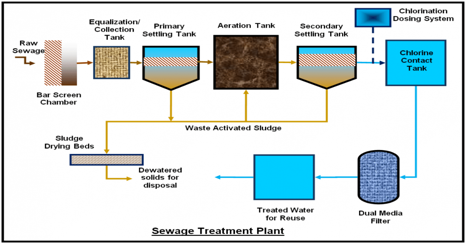 Chlorination
Dosing System
Equalization/
Collection
Tank
Primary
Settling Tank
Aeration Tank
Secondary
Settling Tank
Raw
Sewage
Chlorine
Contact
Tank
Bar Screen
Chamber
Waste Activated Sludge
Sludge
Drying Beds
Dewatered
solids for
disposal
Treated Water
for Reuse
Dual Media
Filter
Sewage Treatment Plant